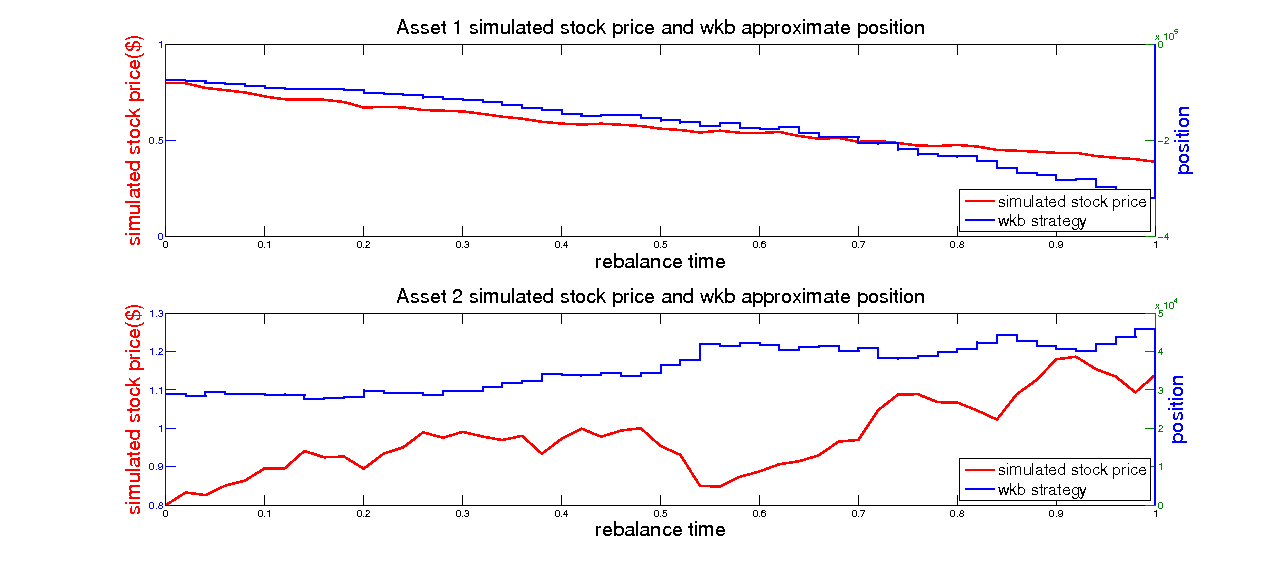 Asset 1 simulated stock price and wkb approximate position
simulated stock price($)
1
0.5
0
x 10^5
0
-2
-4
position
simulated stock price
wkb strategy
0 0.1 0.2 0.3 0.4 0.5 0.6 0.7 0.8 0.9 1
rebalance time
Asset 2 simulated stock price and wkb approximate position
simulated stock price($)
1.3
1.2
1.1
1
0.9
0.8
x 10^4
5
4
3
2
1
0
position
simulated stock price
wkb strategy
0 0.1 0.2 0.3 0.4 0.5 0.6 0.7 0.8 0.9 1
rebalance time